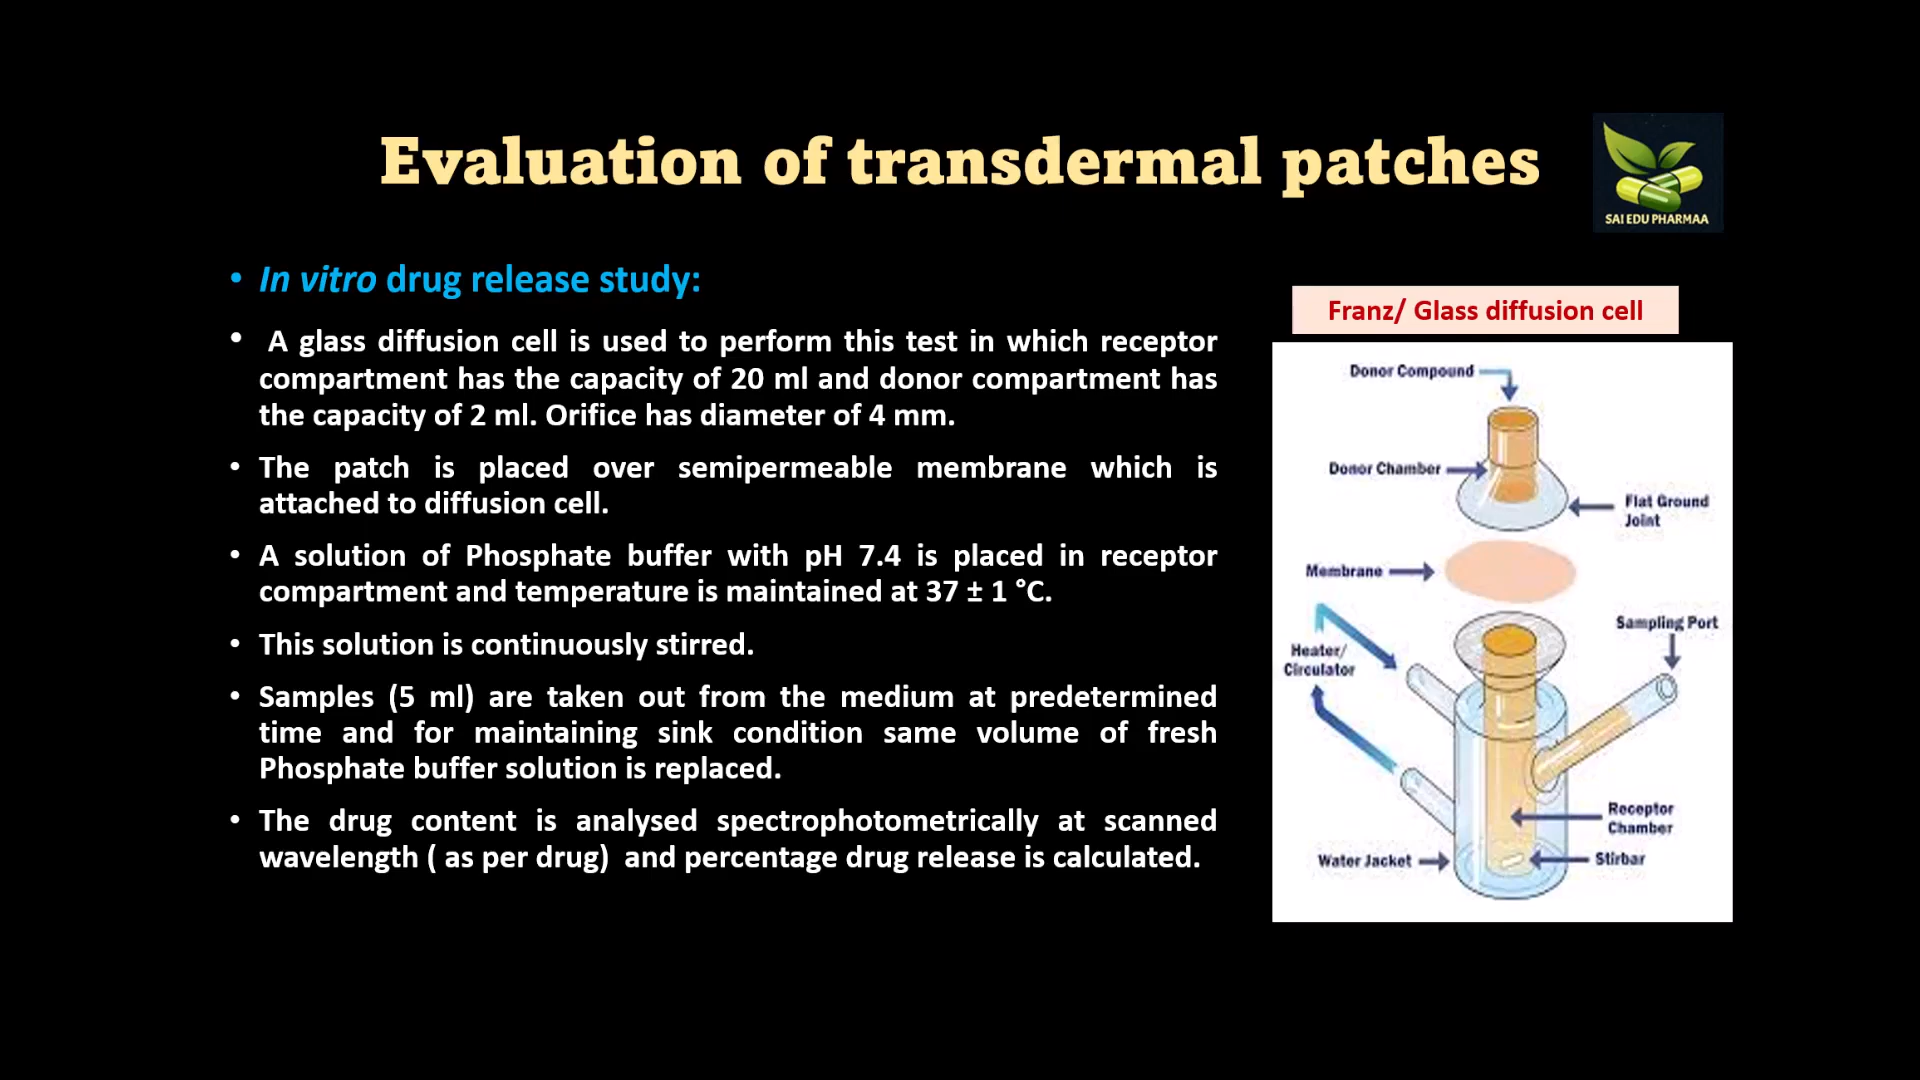 Evaluation of transdermal patches
SAI EDU PHARMAA
• In vitro drug release study:
• A glass diffusion cell is used to perform this test in which receptor
compartment has the capacity of 20 ml and donor compartment has
the capacity of 2 ml. Orifice has diameter of 4 mm.
• The patch is placed over semipermeable membrane which is
attached to diffusion cell.
• A solution of Phosphate buffer with pH 7.4 is placed in receptor
compartment and temperature is maintained at 37 ± 1 °C.
• This solution is continuously stirred.
• Samples (5 ml) are taken out from the medium at predetermined
time and for maintaining sink condition same volume of fresh
Phosphate buffer solution is replaced.
• The drug content is analysed spectrophotometrically at scanned
wavelength ( as per drug) and percentage drug release is calculated.
Franz/ Glass diffusion cell
Donor Compound
Donor Chamber
Flat Ground
Joint
Membrane
Sampling Port
Heater/
Circulator
Receptor
Chamber
Water Jacket
Stirbar